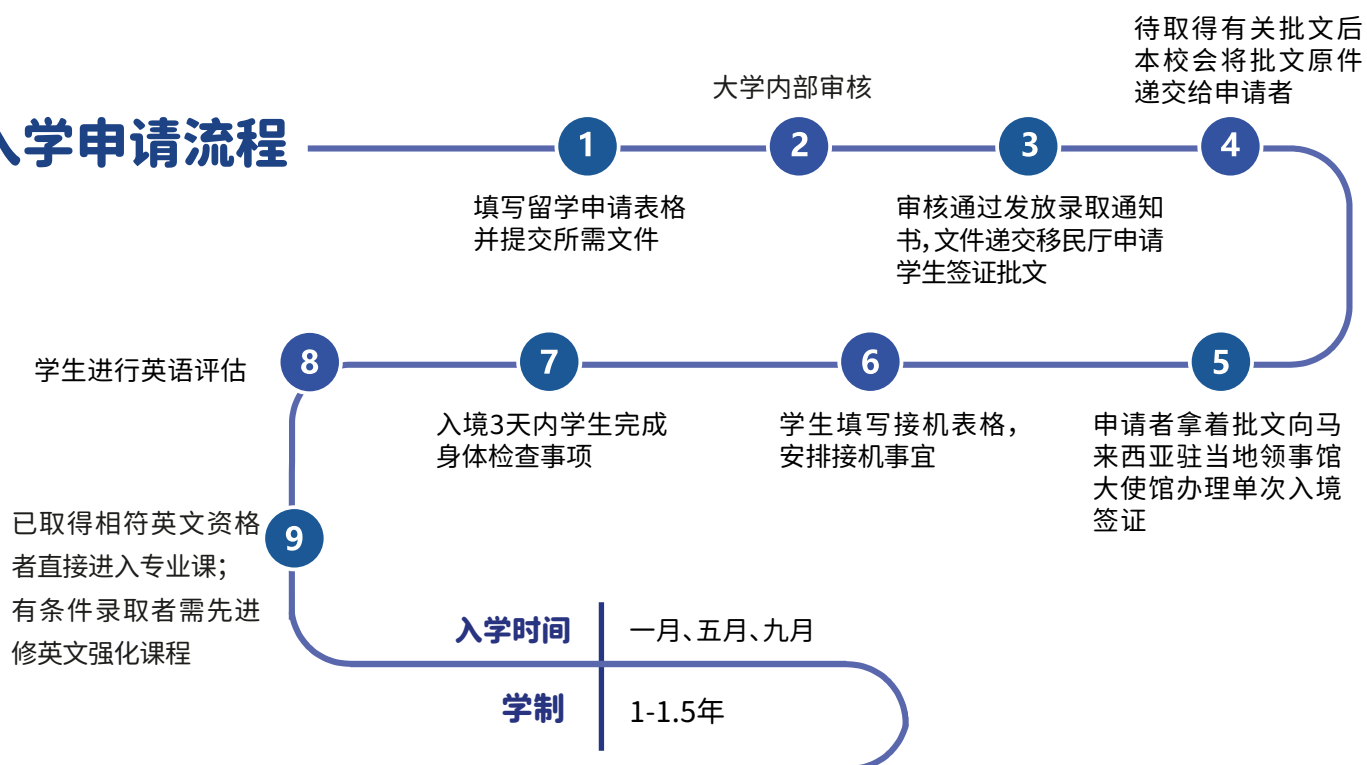 入学申请流程
1
填写留学申请表格
并提交所需文件
大学内部审核
2
3
审核通过发放录取通知
书,文件递交移民厅申请
学生签证批文
待取得有关批文后
本校会将批文原件
递交给申请者
4
5
申请者拿着批文向马
来西亚驻当地领事馆
大使馆办理单次入境
签证
6
学生填写接机表格，
安排接机事宜
7
入境3天内学生完成
身体检查事项
学生进行英语评估
8
9
已取得相符英文资格
者直接进入专业课；
有条件录取者需先进
修英文强化课程
入学时间 一月、五月、九月
学制 1-1.5年